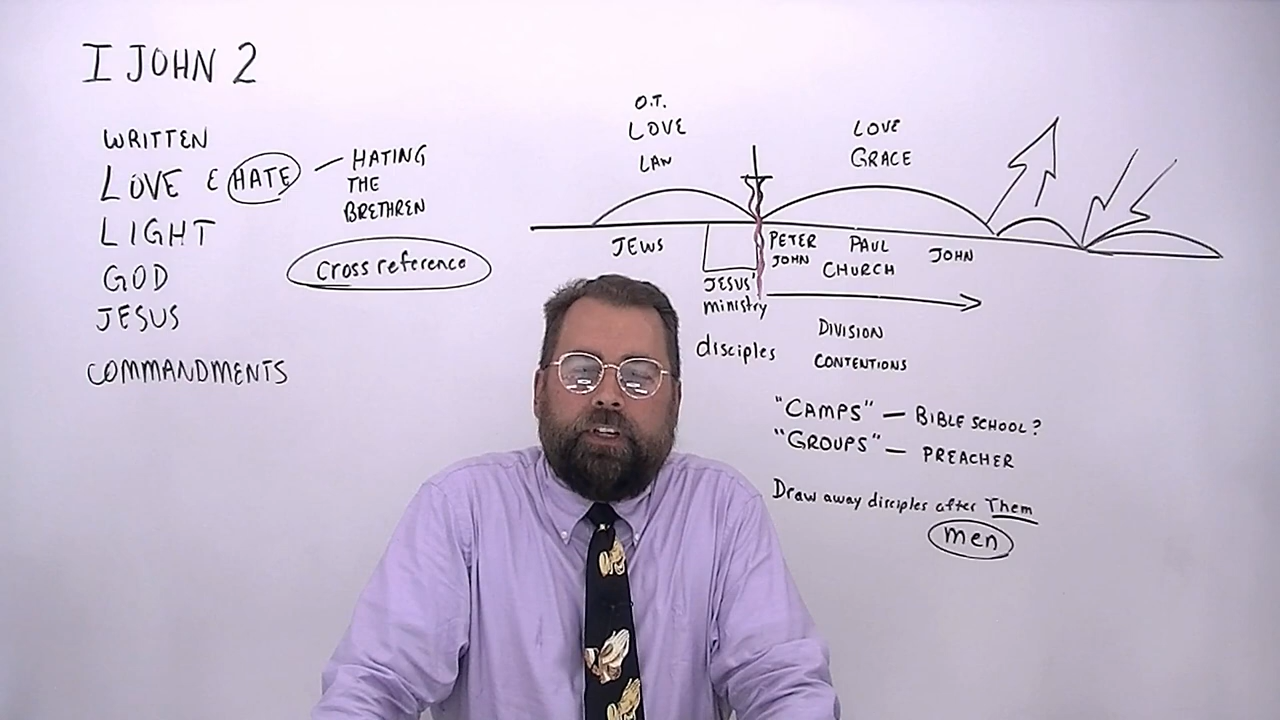 I JOHN 2
WRITTEN
LOVE & HATE — HATING
THE
BRETHREN
LIGHT
GOD
JESUS
COMMANDMENTS
Cross reference
O.T.
LOVE
LAW
LOVE
GRACE
JEWS
JESUS'
ministry
disciples
PETER
JOHN
PAUL
CHURCH
JOHN
DIVISION
CONTENTIONS
"CAMPS" — BIBLE SCHOOL?
"GROUPS" — PREACHER
Draw away disciples after Them
men